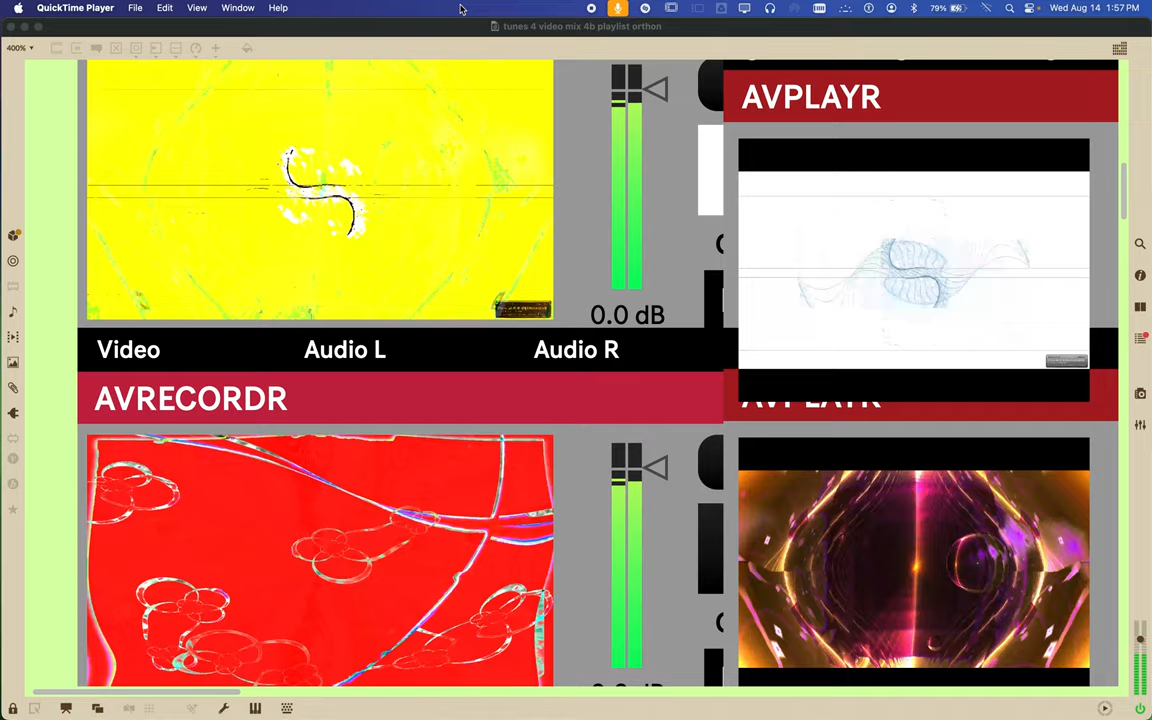 QuickTime Player File Edit View Window Help
79% Wed Aug 14 1:57 PM
tunes 4 video mix 4b playlist orthon
400%
AVPLAYR
0.0 dB
Video Audio L Audio R
AVRECORDR
AVPLAYR